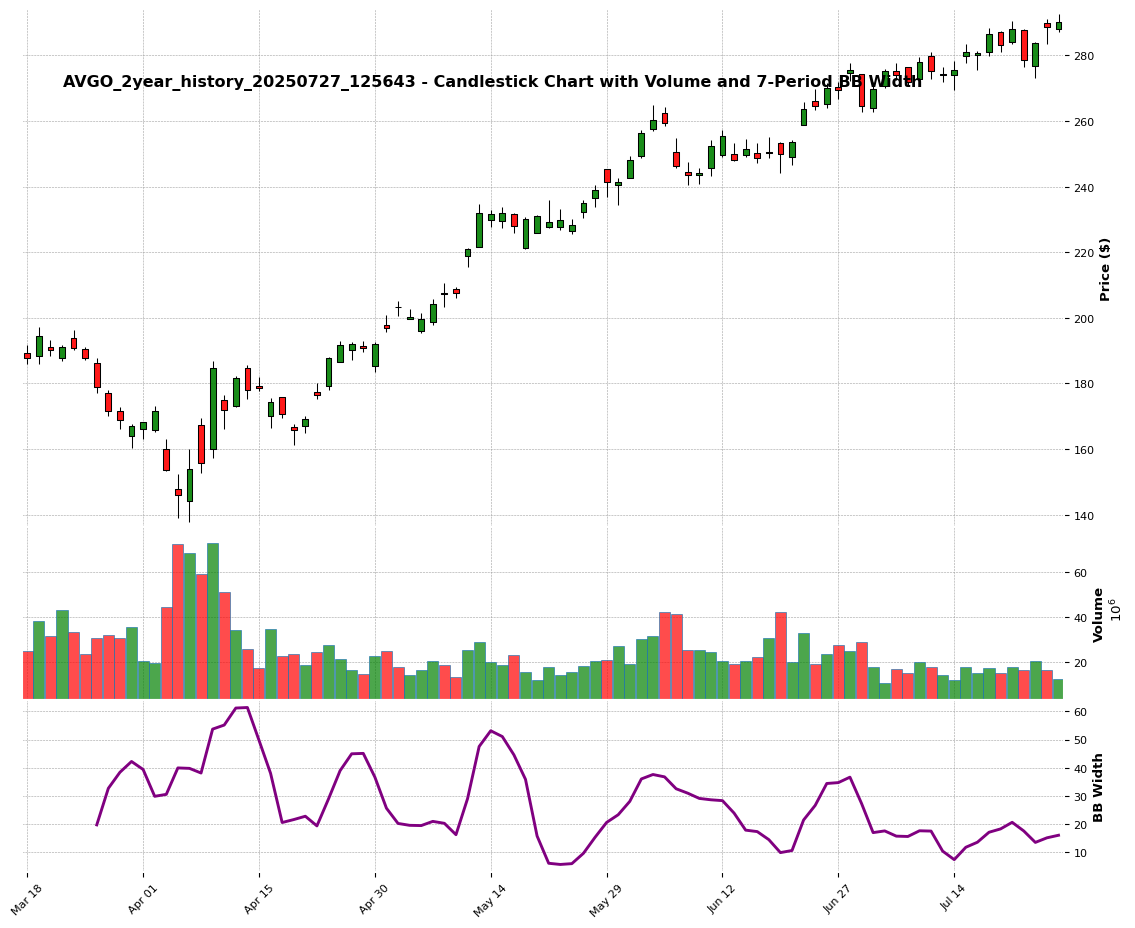 AVGO_2year_history_20250727_125643 - Candlestick Chart with Volume and 7-Period BB Width
280
260
240
220
200
180
160
140
Price ($)
60
40
20
Volume
10^6
60
50
40
30
20
10
BB Width
Mar 18
Apr 01
Apr 15
Apr 30
May 14
May 29
Jun 12
Jun 27
Jul 14